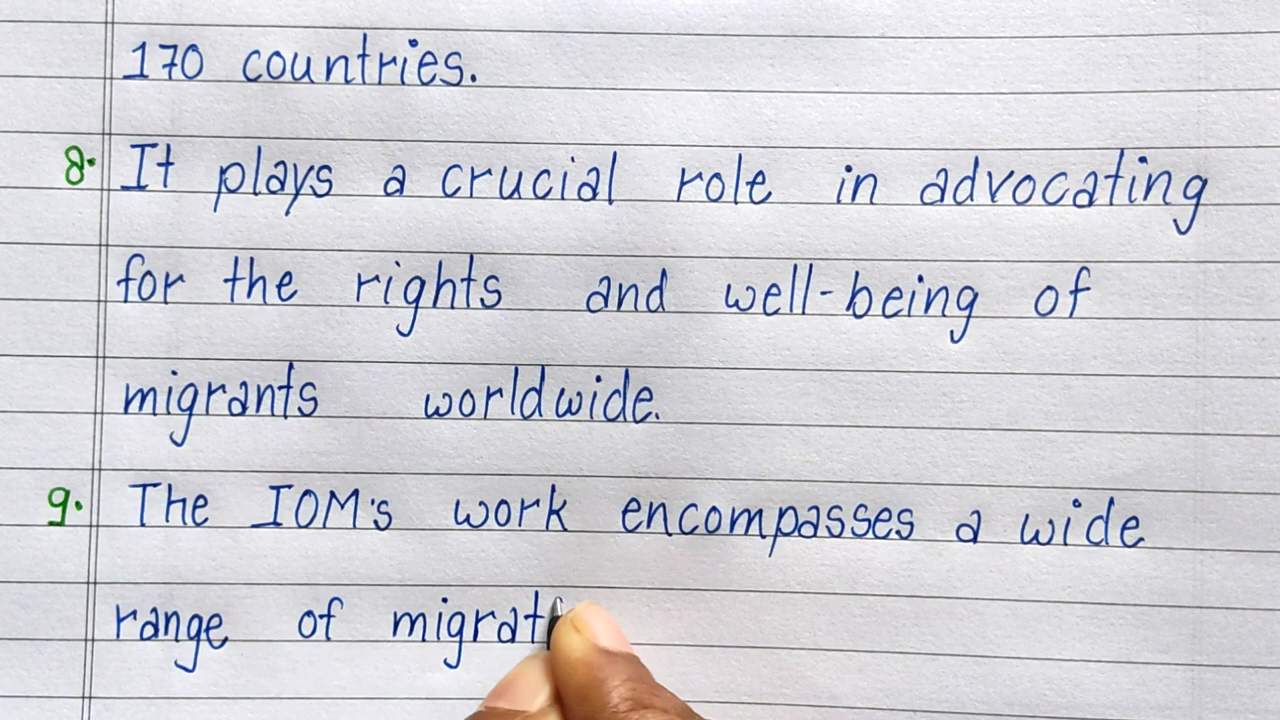 170 countries.
8. It plays a crucial role in advocating
for the rights and well-being of
migrants worldwide.
9. The IOM's work encompasses a wide
range of migrat